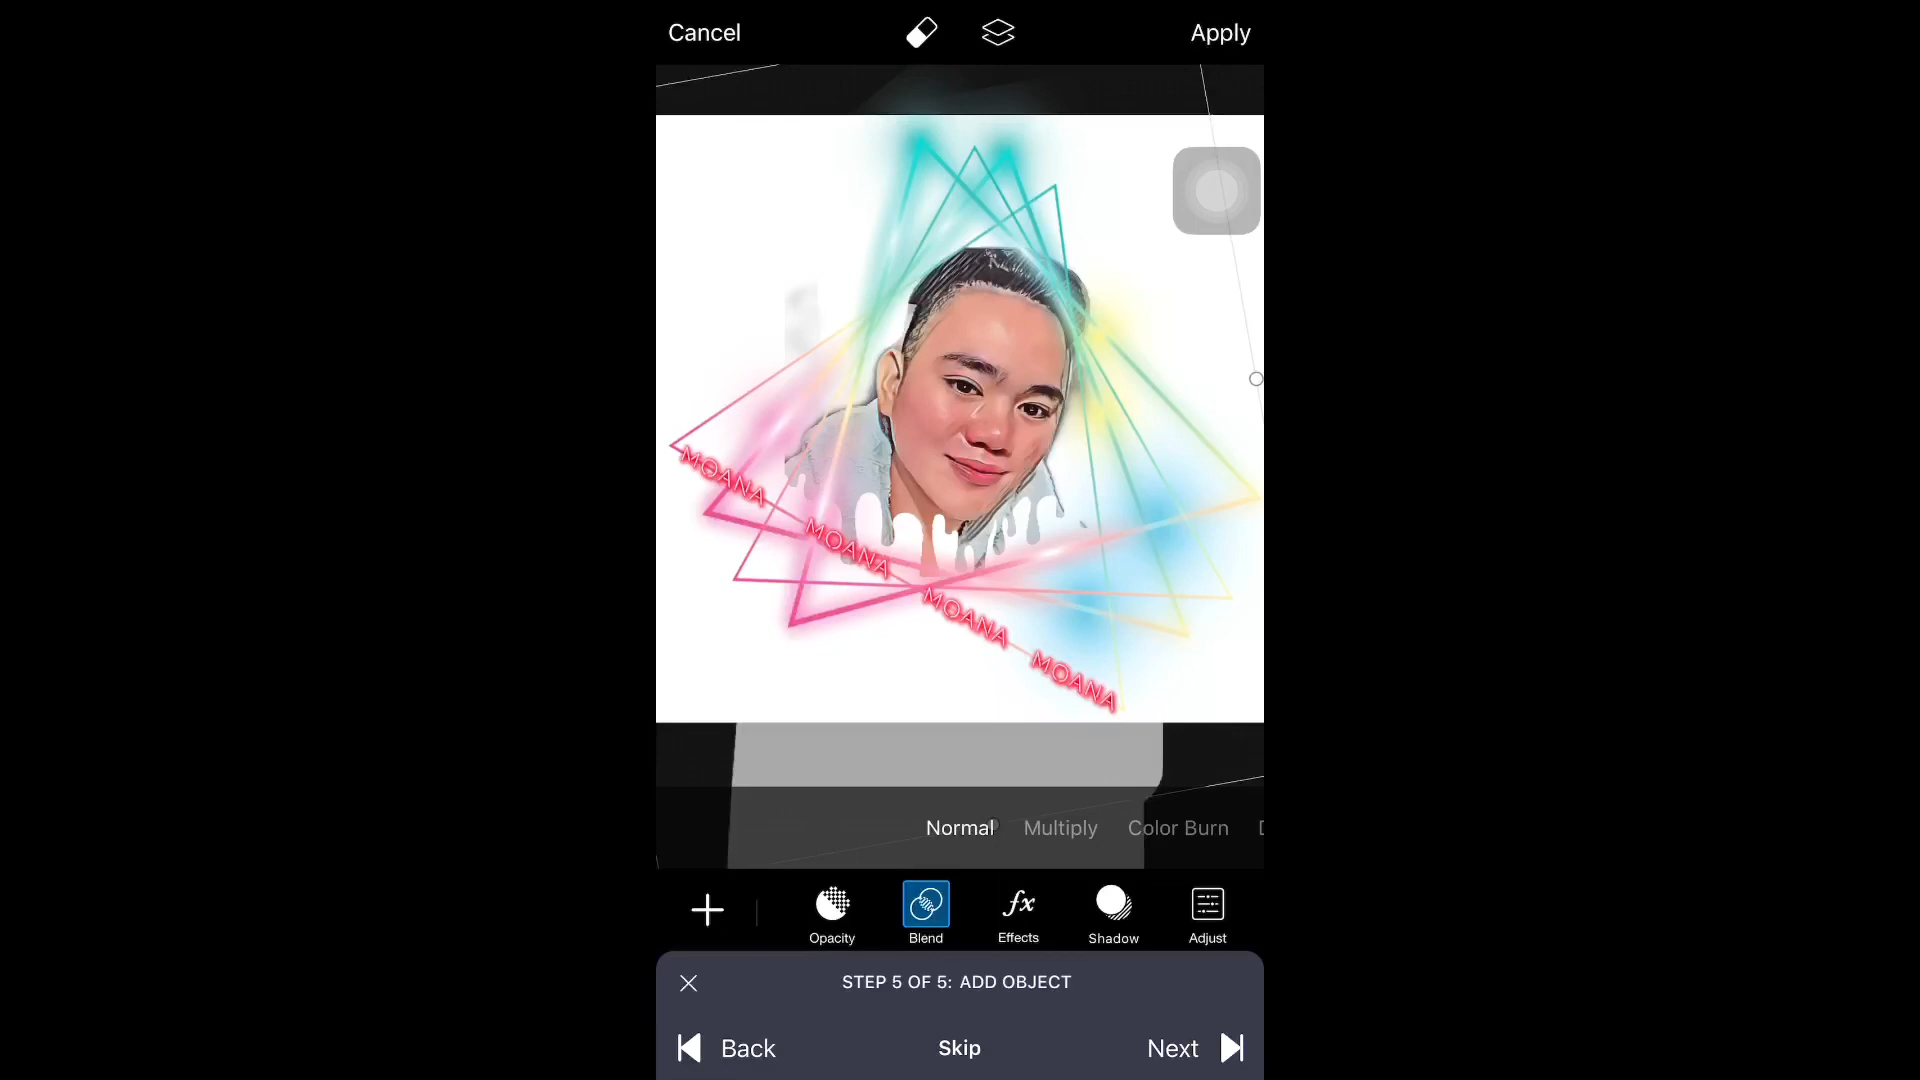 Cancel
Apply
MOANA
MOANA
MOANA
MOANA
Normal
Multiply
Color Burn
Opacity
Blend
fx
Effects
Shadow
Adjust
STEP 5 OF 5: ADD OBJECT
Back
Skip
Next